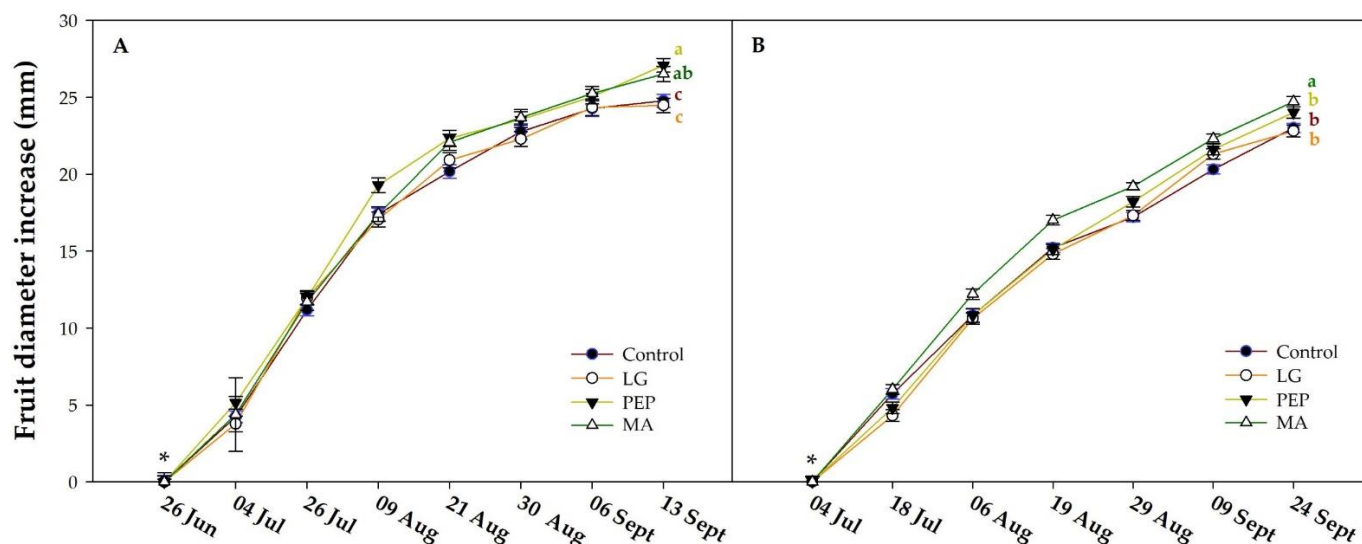 Fruit diameter increase (mm)
30
25
20
15
10
5
0
A
a
ab
c
c
Control
LG
PEP
MA
*
26 Jun
04 Jul
26 Jul
09 Aug
21 Aug
30 Aug
06 Sept
13 Sept
B
a
b
b
b
Control
LG
PEP
MA
*
04 Jul
18 Jul
06 Aug
19 Aug
29 Aug
09 Sept
24 Sept